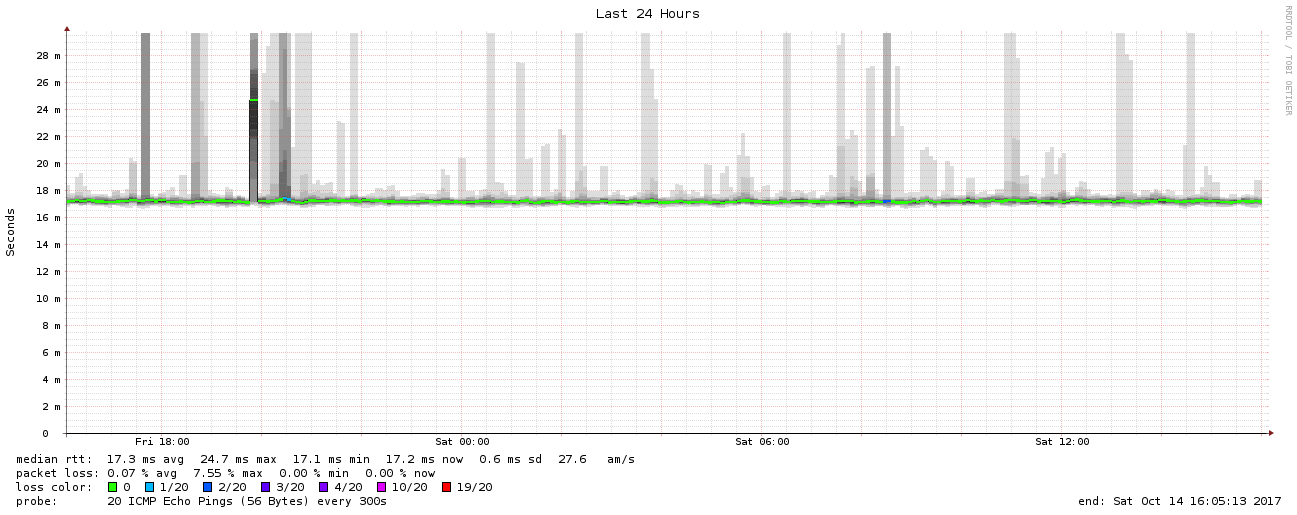 Last 24 Hours
RRDTOOL / TOBI OETIKER
Seconds
28 m
26 m
24 m
22 m
20 m
18 m
16 m
14 m
12 m
10 m
8 m
6 m
4 m
2 m
0
Fri 18:00 Sat 00:00 Sat 06:00 Sat 12:00
median rtt: 17.3 ms avg 24.7 ms max 17.1 ms min 17.2 ms now 0.6 ms sd 27.6 am/s
packet loss: 0.07 % avg 7.55 % max 0.00 % min 0.00 % now
loss color: 0 1/20 2/20 3/20 4/20 10/20 19/20
probe: 20 ICMP Echo Pings (56 Bytes) every 300s end: Sat Oct 14 16:05:13 2017